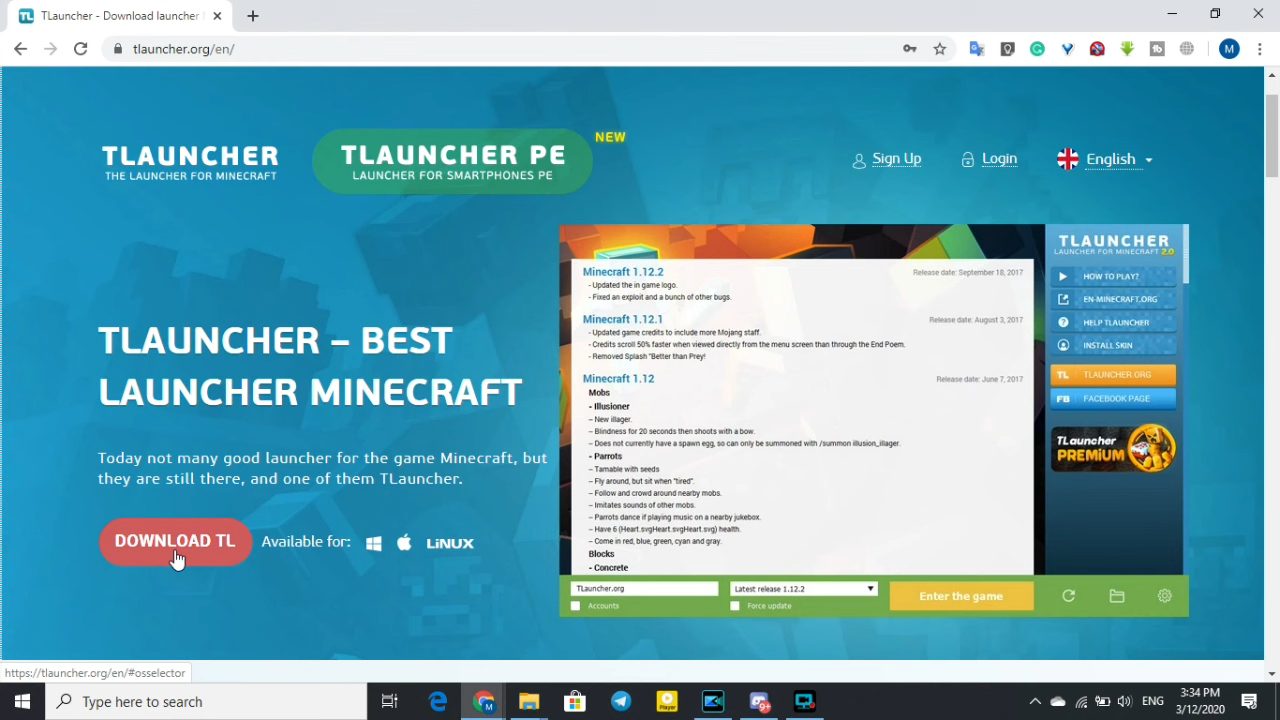 TLauncher - Download launcher
tlauncher.org/en/
M
TLAUNCHER
THE LAUNCHER FOR MINECRAFT
TLAUNCHER PE
LAUNCHER FOR SMARTPHONES PE
NEW
Sign Up
Login
English
TLAUNCHER – BEST
LAUNCHER MINECRAFT
Today many many good launcher for the game Minecraft, but
they are still there, and one of them TLauncher.
DOWNLOAD TL
Available for:
LINUX
Minecraft 1.12.2
Release date: September 18, 2017
- Updated the in game logo.
- Fixed an exploit and a bunch of other bugs.
Minecraft 1.12.1
Release date: August 3, 2017
- Updated game credits to include more Mojang staff.
- Credits scroll 50% faster when viewed directly from the menu screen than through the End Poem.
- Removed Splash "Better than Prey!
Minecraft 1.12
Release date: June 7, 2017
Mobs
- Illusioner
– New illager.
– Blindness for 20 seconds then shoots with a bow.
– Does not currently have a spawn egg, so can only be summoned with /summon illusion_illager.
- Parrots
– Tamable with seeds
– Fly around, but sit when "tired".
– Follow and crowd around nearby mobs.
– Imitates sounds of other mobs.
– Parrots dance if playing music on a nearby jukebox.
– Have 6 (Heart.svgHeart.svgHeart.svg) health.
– Come in red, blue, green, cyan and gray.
Blocks
- Concrete
TLAUNCHER
LAUNCHER FOR MINECRAFT 2.0
HOW TO PLAY?
EN-MINECRAFT.ORG
HELP TLAUNCHER
INSTALL SKIN
TL TLAUNCHER.ORG
FB FACEBOOK PAGE
TLauncher
PREMIUM
TLauncher.org
Latest release 1.12.2
Enter the game
Accounts
Force update
https://tlauncher.org/en/#osselector
Type here to search
M
Player
9+
ENG
3:34 PM
3/12/2020